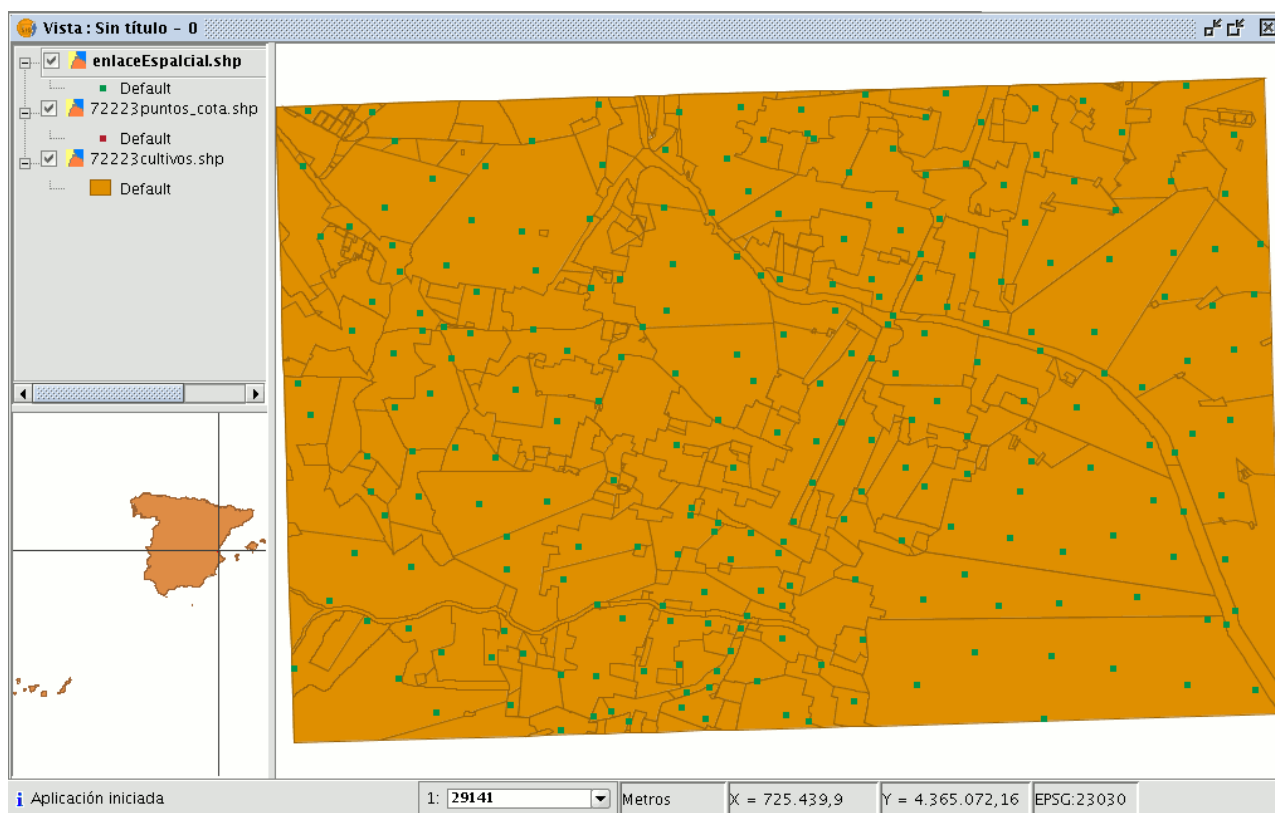 Vista : Sin título - 0
enlaceEspalcial.shp
Default
72223puntos_cota.shp
Default
72223cultivos.shp
Default
Aplicación iniciada
1: 29141
Metros
X = 725.439,9
Y = 4.365.072,16
EPSG:23030